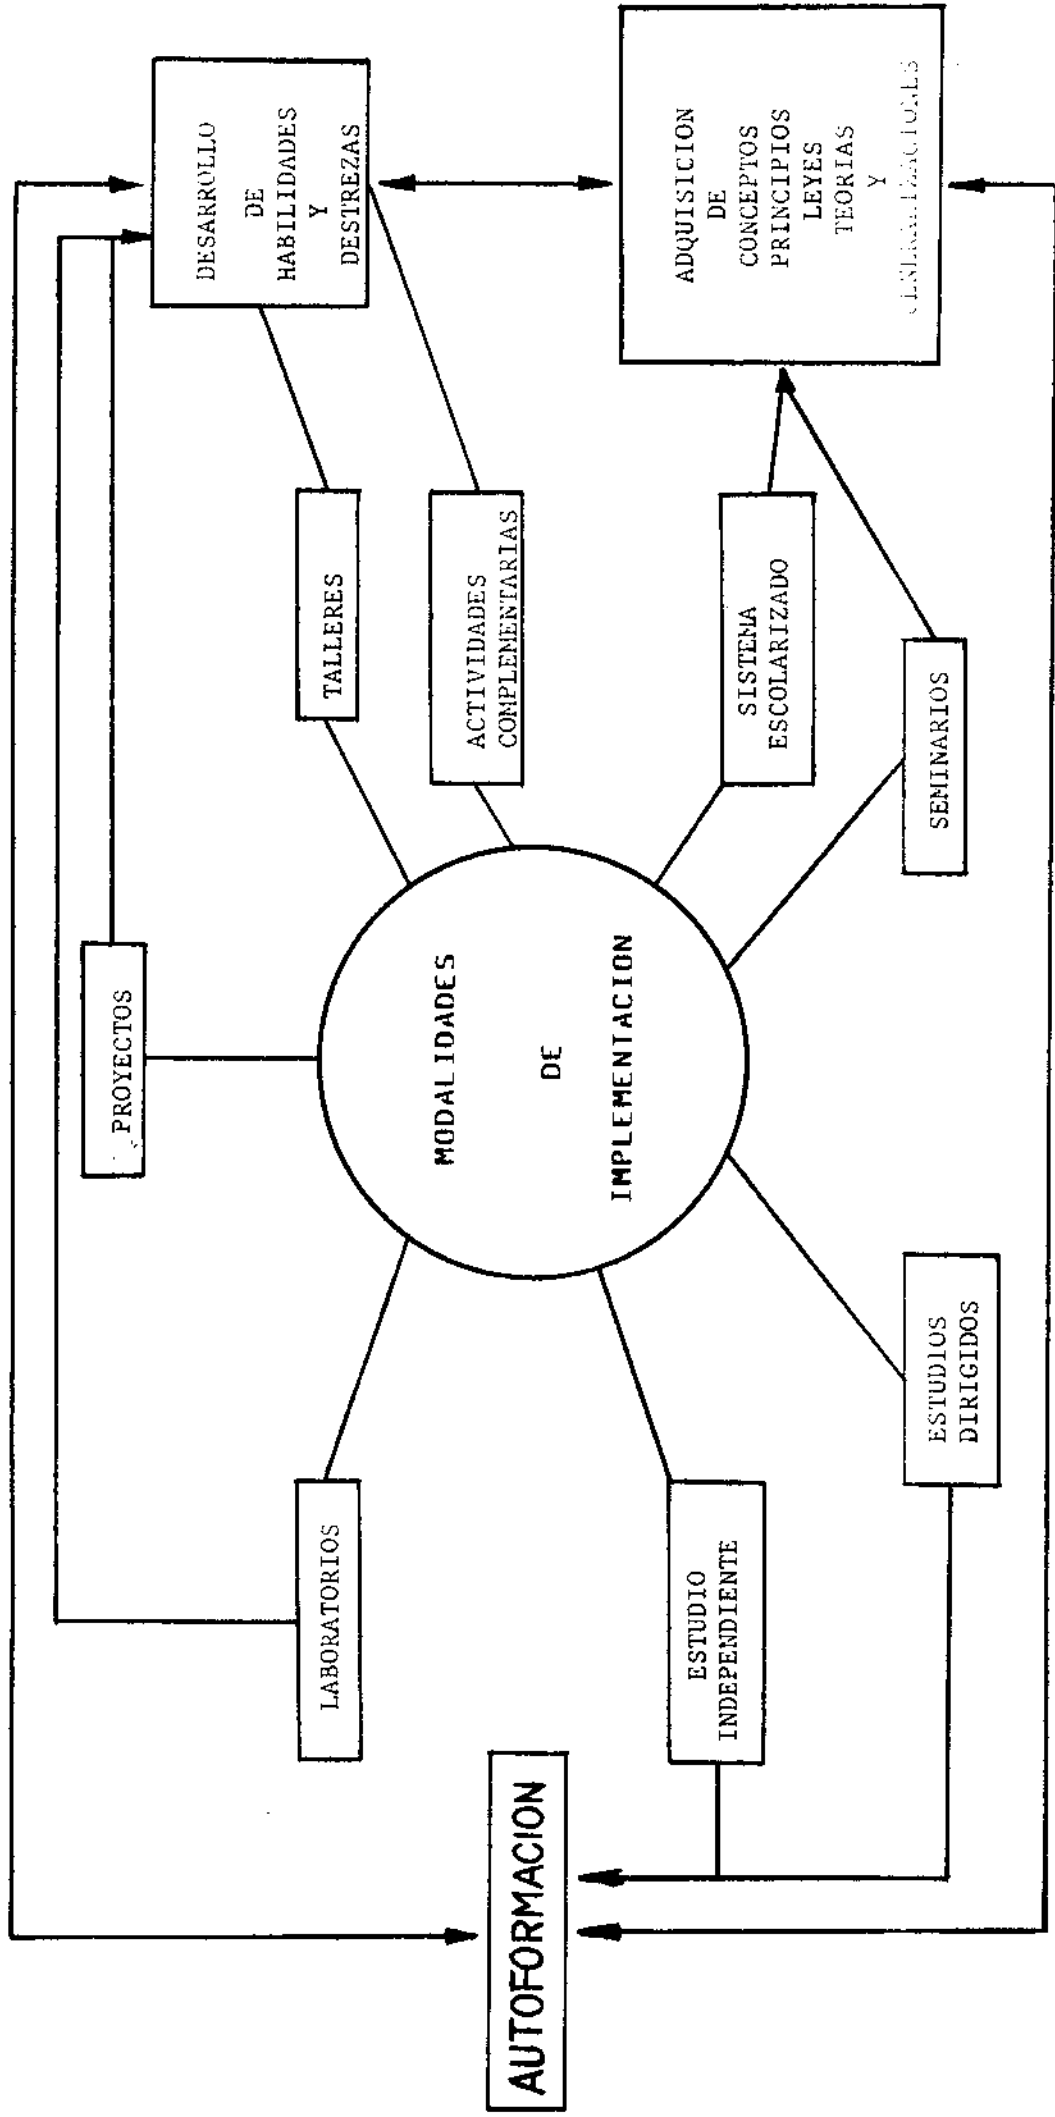 PROYECTOS
LABORATORIOS
TALLERES
DESARROLLO
DE
HABILIDADES
Y
DESTREZAS
ACTIVIDADES
COMPLEMENTARIAS
MODALIDADES
DE
IMPLEMENTACION
AUTOFORMACION
ESTUDIO
INDEPENDIENTE
ESTUDIOS
DIRIGIDOS
SISTEMA
ESCOLARIZADO
SEMINARIOS
ADQUISICION
DE
CONCEPTOS
PRINCIPIOS
LEYES
TEORIAS
Y